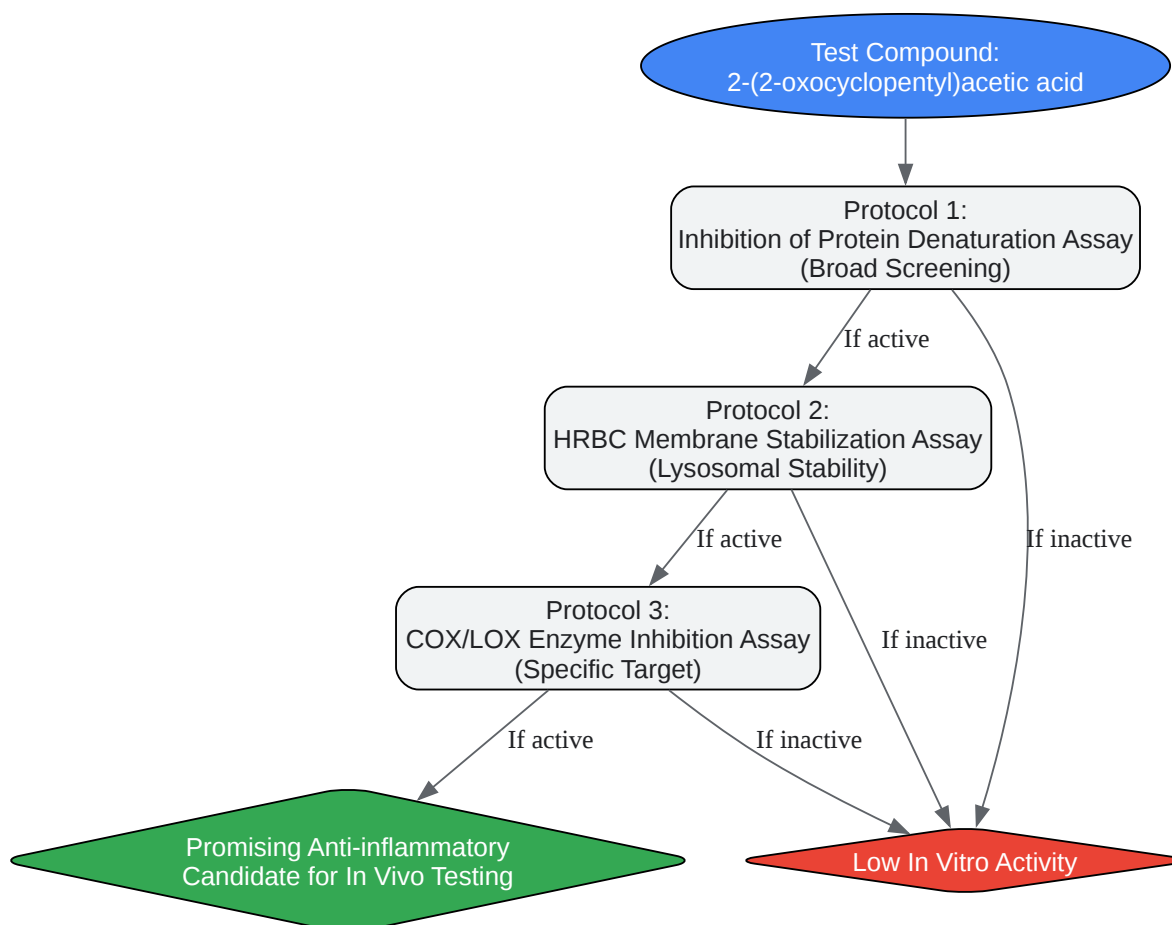 Test Compound:
2-(2-oxocyclopentyl)acetic acid
Protocol 1:
Inhibition of Protein Denaturation Assay
(Broad Screening)
If active
Protocol 2:
HRBC Membrane Stabilization Assay
(Lysosomal Stability)
If active
If inactive
Protocol 3:
COX/LOX Enzyme Inhibition Assay
(Specific Target)
If inactive
If active
If inactive
Promising Anti-inflammatory
Candidate for In Vivo Testing
Low In Vitro Activity